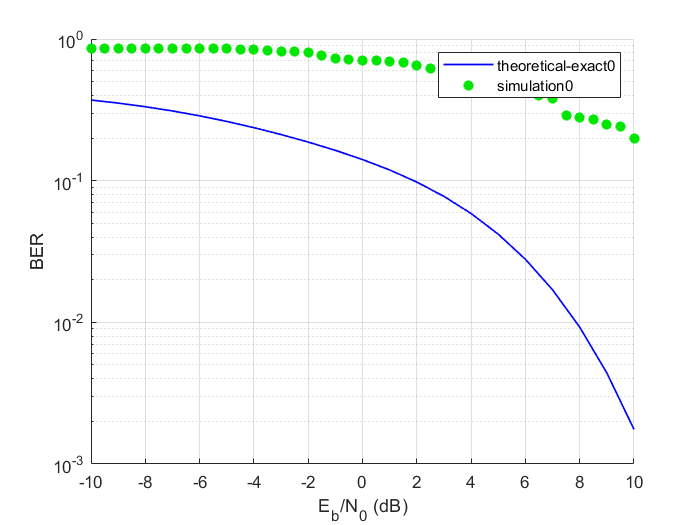 10^0
10^-1
10^-2
10^-3
BER
theoretical-exact0
simulation0
-10 -8 -6 -4 -2 0 2 4 6 8 10
E_b/N_0 (dB)